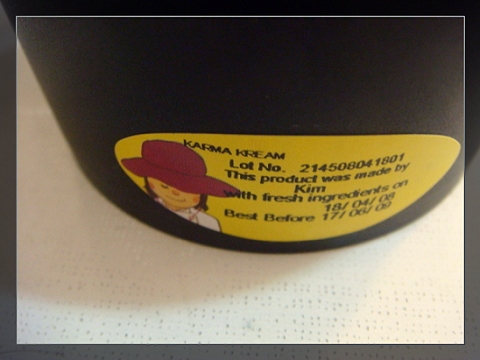 KARMA KREAM
Lot No. 214508041801
This product was made by
Kim
with fresh ingredients on
18/ 04/ 08
Best Before 17/ 06/ 09